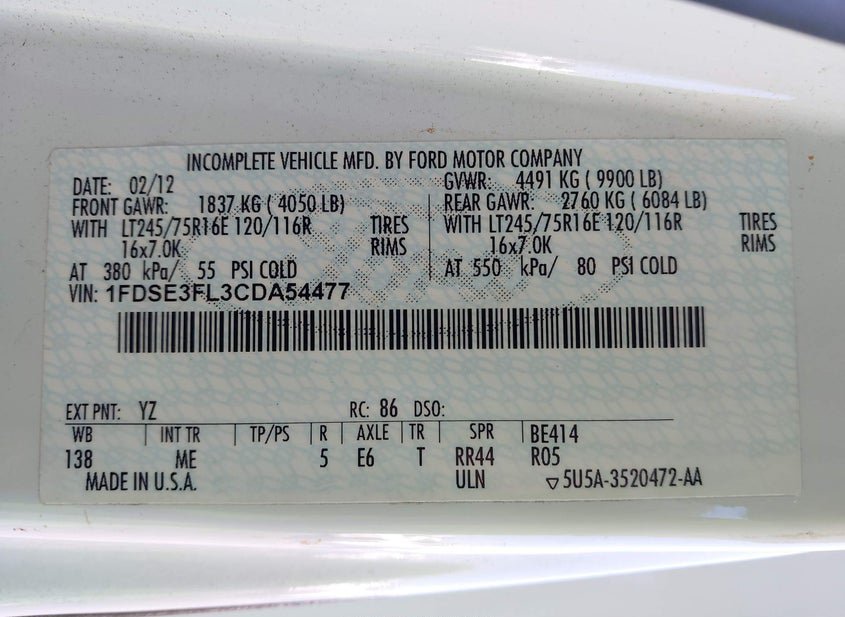 INCOMPLETE VEHICLE MFD. BY FORD MOTOR COMPANY
DATE: 02/12 GVWR: 4491 KG ( 9900 LB)
FRONT GAWR: 1837 KG ( 4050 LB) REAR GAWR: 2760 KG ( 6084 LB)
WITH LT245/75R16E 120/116R TIRES WITH LT245/75R16E 120/116R TIRES
16x7.0K RIMS 16x7.0K RIMS
AT 380 kPa/ 55 PSI COLD AT 550 kPa/ 80 PSI COLD
VIN: 1FDSE3FL3CDA54477
EXT PNT: YZ RC: 86 DSO:
WB INT TR TP/PS R AXLE TR SPR BE414
138 ME 5 E6 T RR44 R05
MADE IN U.S.A. ULN ▽5U5A-3520472-AA